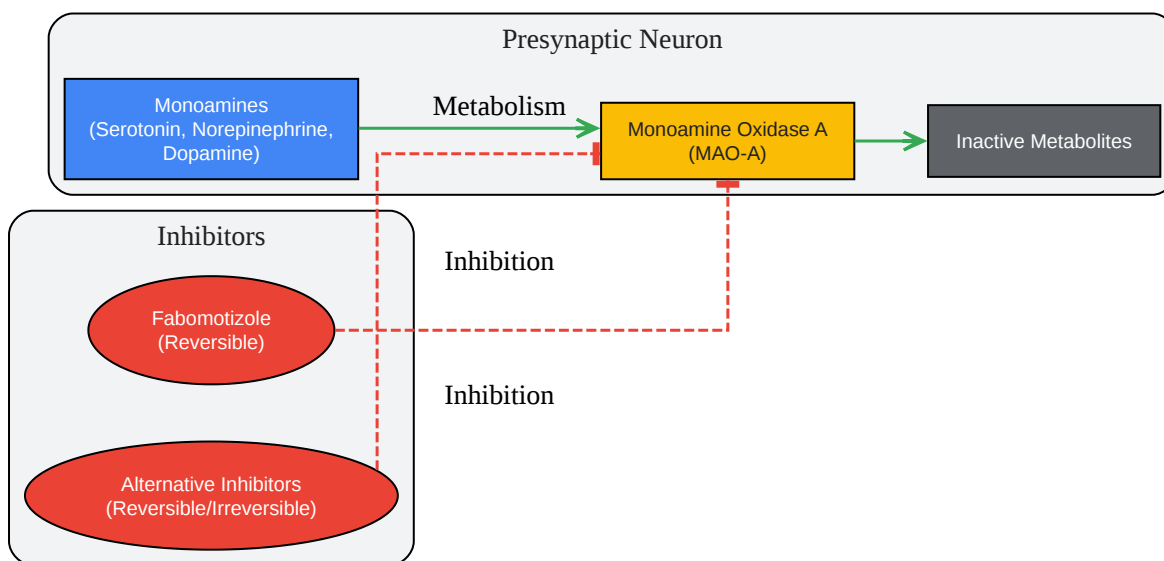 Presynaptic Neuron
Monoamines
(Serotonin, Norepinephrine,
Dopamine)
Metabolism
Monoamine Oxidase A
(MAO-A)
Inactive Metabolites
Inhibitors
Inhibition
Fabomotizole
(Reversible)
Inhibition
Alternative Inhibitors
(Reversible/Irreversible)